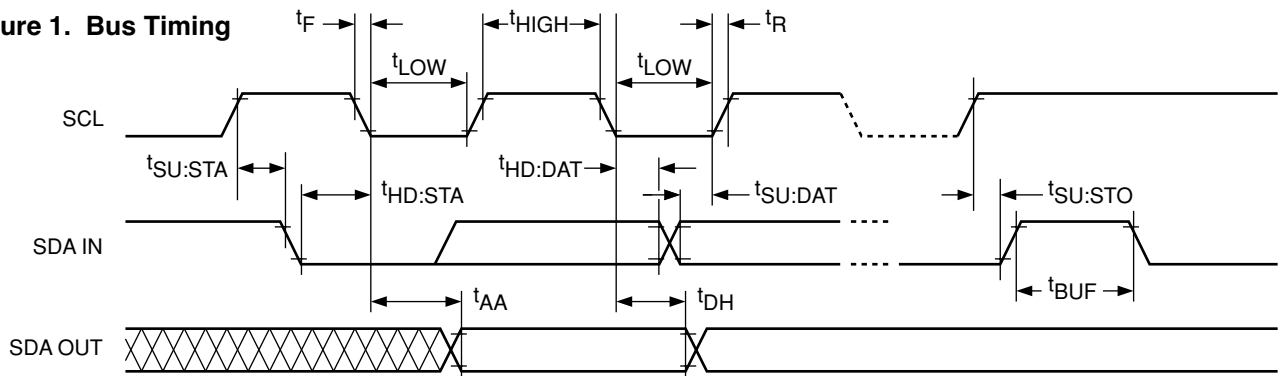 ure 1. Bus Timing
tF
tHIGH
tR
tLOW
tLOW
SCL
tSU:STA
tHD:STA
tHD:DAT
tSU:DAT
tSU:STO
SDA IN
tBUF
tAA
tDH
SDA OUT